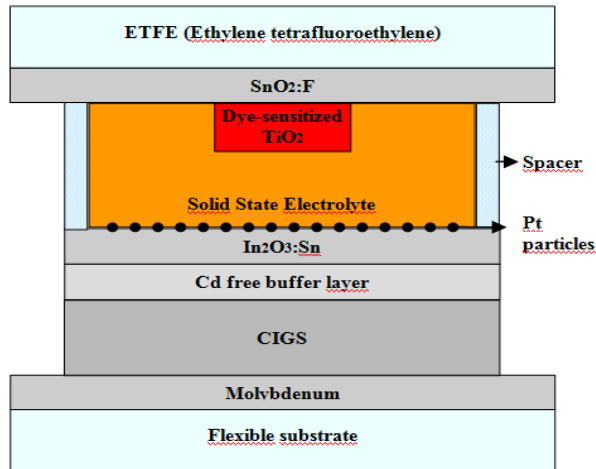 ETFE (Ethylene tetrafluoroethylene)
SnO2:F
Dye-sensitized
TiO2
Spacer
Solid State Electrolyte
Pt
particles
In2O3:Sn
Cd free buffer layer
CIGS
Molvbdenum
Flexible substrate